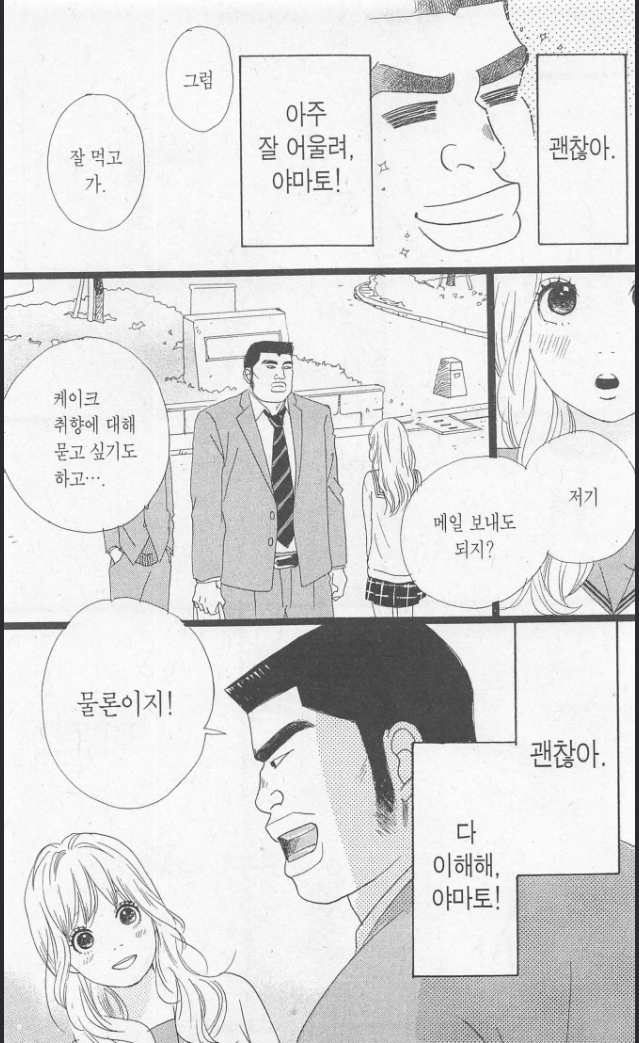 괜찮아.
아주
잘 어울려,
야마토!
그럼
잘 먹고
가.
저기
메일 보내도
되지?
케이크
취향에 대해
묻고 싶기도
하고….
괜찮아.
다
이해해,
야마토!
물론이지!